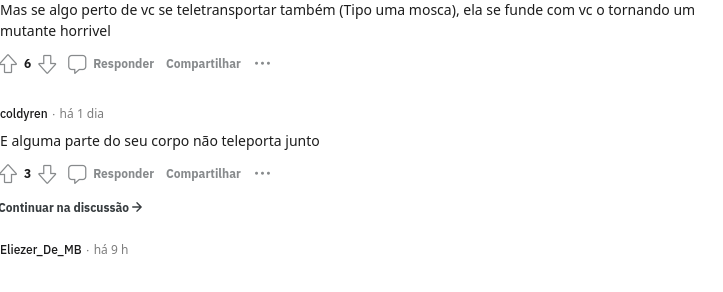 Mas se algo perto de vc se teletransportar também (Tipo uma mosca), ela se funde com vc o tornando um
mutante horrivel
6 Responder Compartilhar ···
coldyren · há 1 dia
E alguma parte do seu corpo não teleporta junto
3 Responder Compartilhar ···
Continuar na discussão →
Eliezer_De_MB · há 9 h